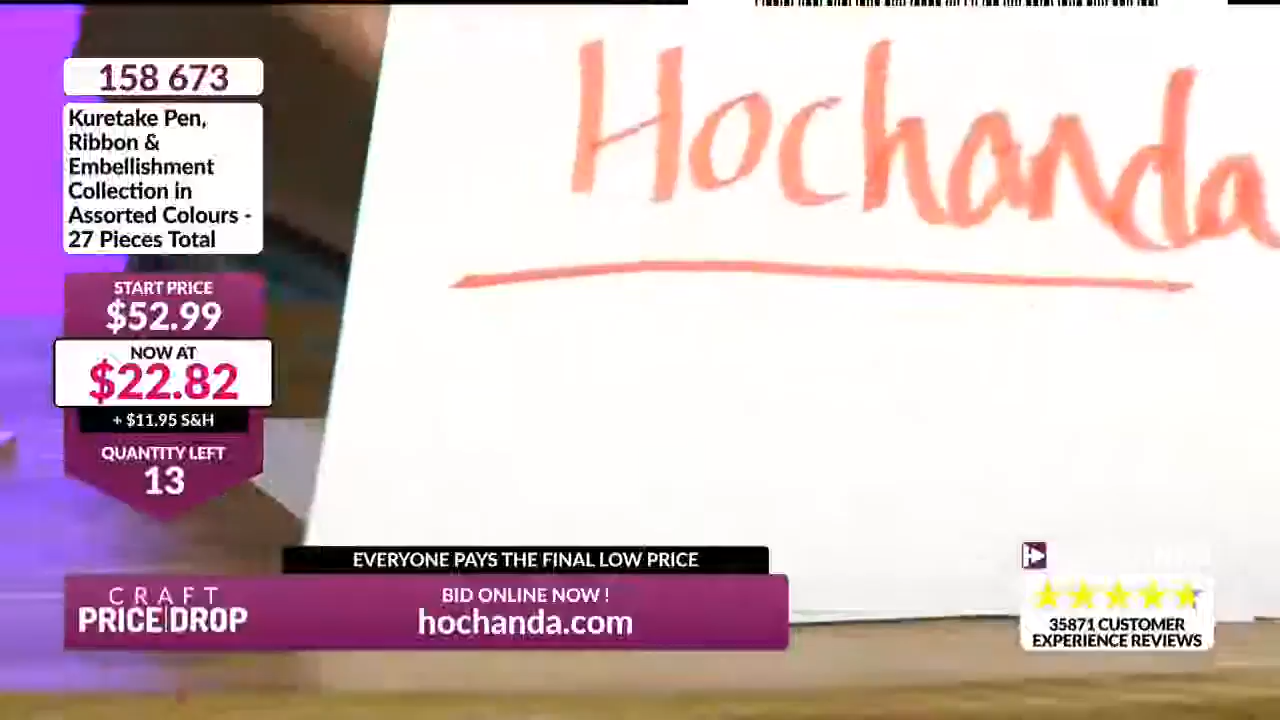 Hochanda
158 673
Kuretake Pen,
Ribbon &
Embellishment
Collection in
Assorted Colours -
27 Pieces Total
START PRICE
$52.99
NOW AT
$22.82
+ $11.95 S&H
QUANTITY LEFT
13
EVERYONE PAYS THE FINAL LOW PRICE
CRAFT
PRICE DROP
BID ONLINE NOW !
hochanda.com
35871 CUSTOMER
EXPERIENCE REVIEWS